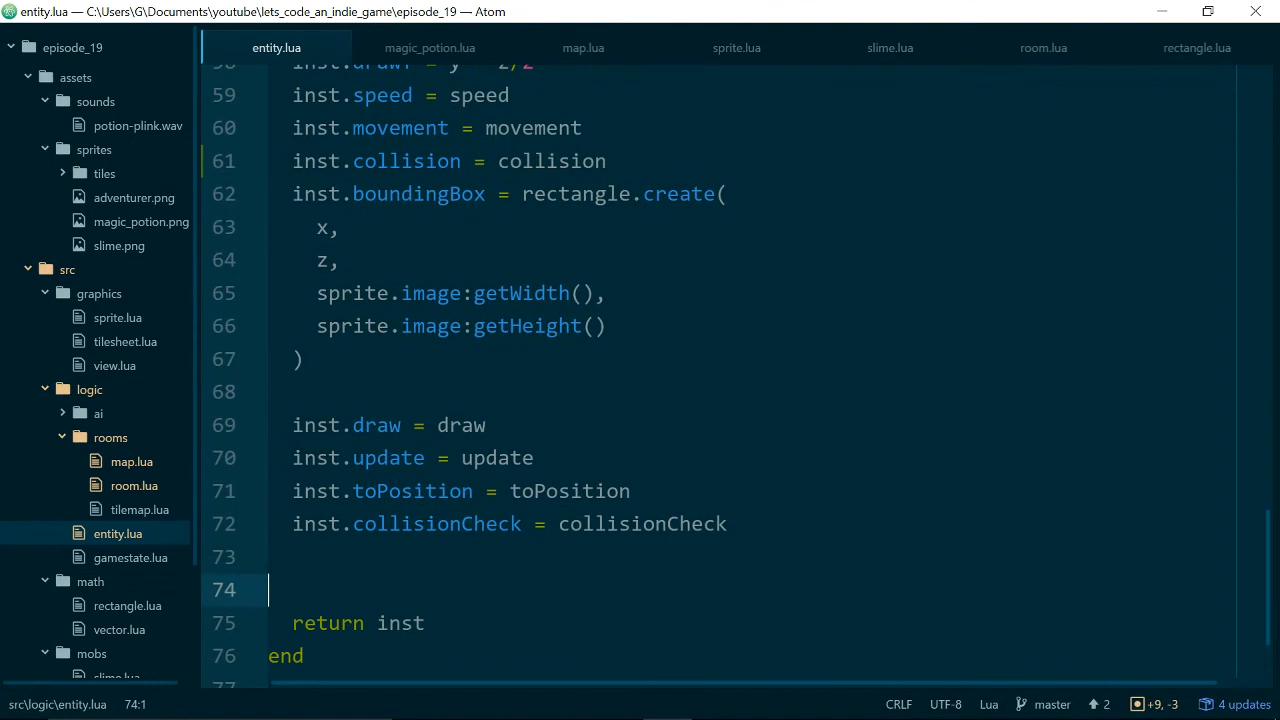 entity.lua — C:\Users\G\Documents\youtube\lets_code_an_indie_game\episode_19 — Atom
episode_19
assets
sounds
potion-plink.wav
sprites
tiles
adventurer.png
magic_potion.png
slime.png
src
graphics
sprite.lua
tilesheet.lua
view.lua
logic
ai
rooms
map.lua
room.lua
tilemap.lua
entity.lua
gamestate.lua
math
rectangle.lua
vector.lua
mobs
slime.lua
entity.lua magic_potion.lua map.lua sprite.lua slime.lua room.lua rectangle.lua
59 inst.speed = speed
60 inst.movement = movement
61 inst.collision = collision
62 inst.boundingBox = rectangle.create(
63 x,
64 z,
65 sprite.image:getWidth(),
66 sprite.image:getHeight()
67 )
68
69 inst.draw = draw
70 inst.update = update
71 inst.toPosition = toPosition
72 inst.collisionCheck = collisionCheck
73
74
75 return inst
76 end
77
src\logic\entity.lua 74:1 CRLF UTF-8 Lua master 2 +9, -3 4 updates